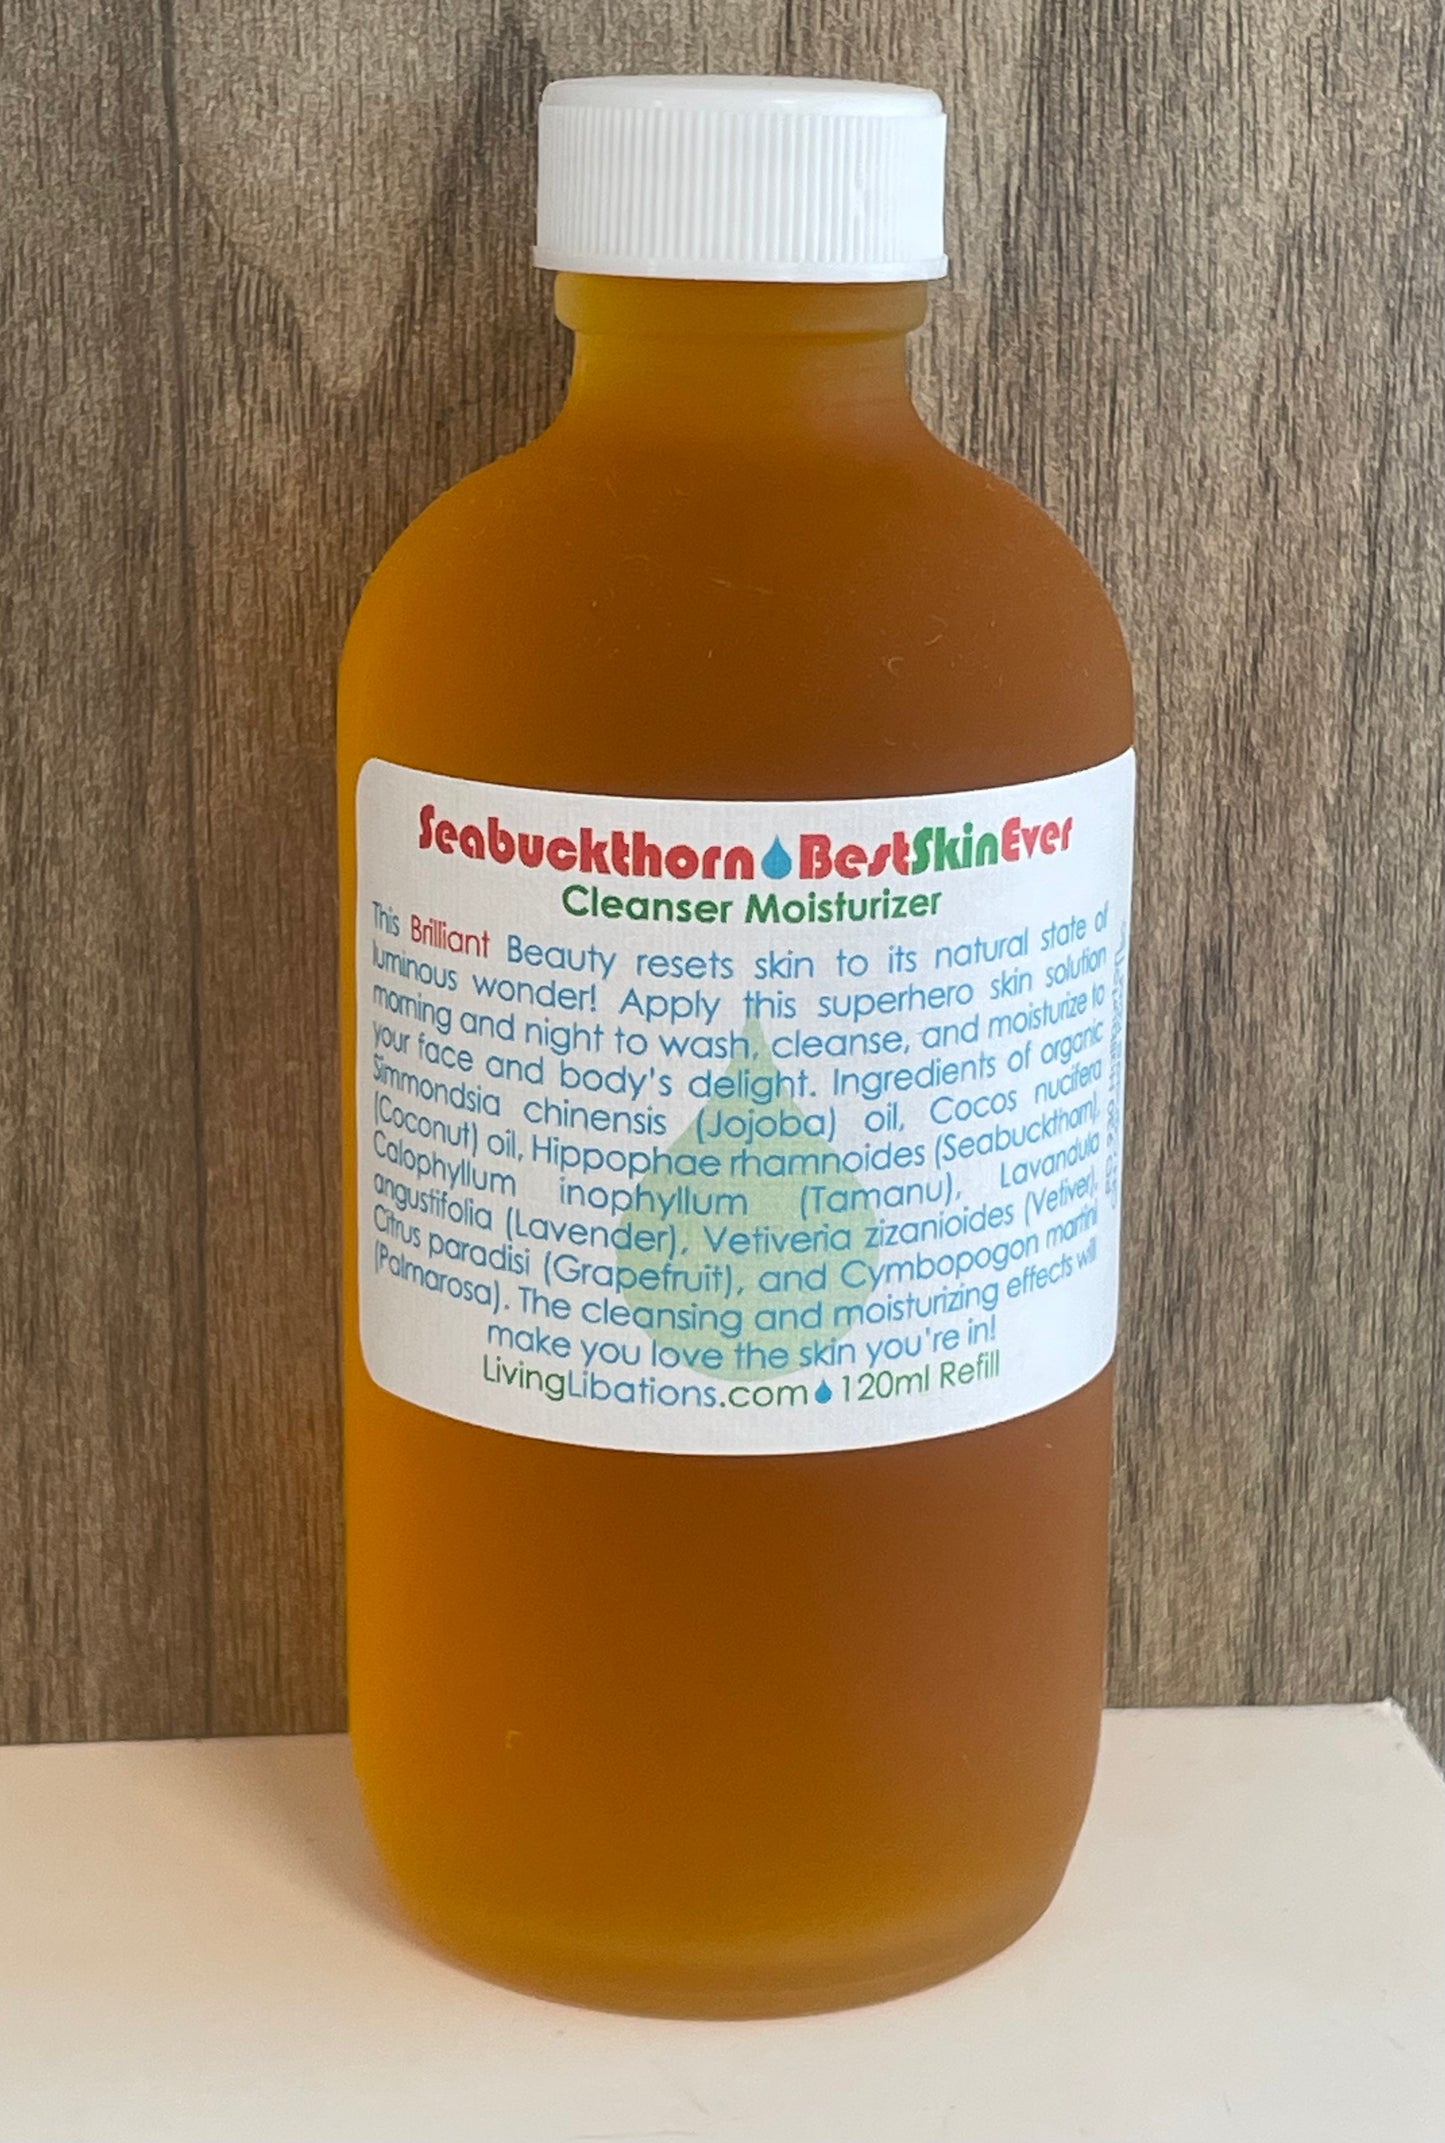 Seabuckthorn BestSkinEver
Cleanser Moisturizer
This Brilliant Beauty resets skin to its natural state of
luminous wonder! Apply this superhero skin solution
morning and night to wash, cleanse, and moisturize to
your face and body's delight. Ingredients of organic
Simmondsia chinensis (Jojoba) oil, Cocos nucifera
(Coconut) oil, Hippophae rhamnoides (Seabuckthorn),
Calophyllum inophyllum (Tamanu), Lavandula
angustifolia (Lavender), Vetiveria zizanioides (Vetiver),
Citrus paradisi (Grapefruit), and Cymbopogon martini
(Palmarosa). The cleansing and moisturizing effects will
make you love the skin you're in!
LivingLibations.com 120ml Refill